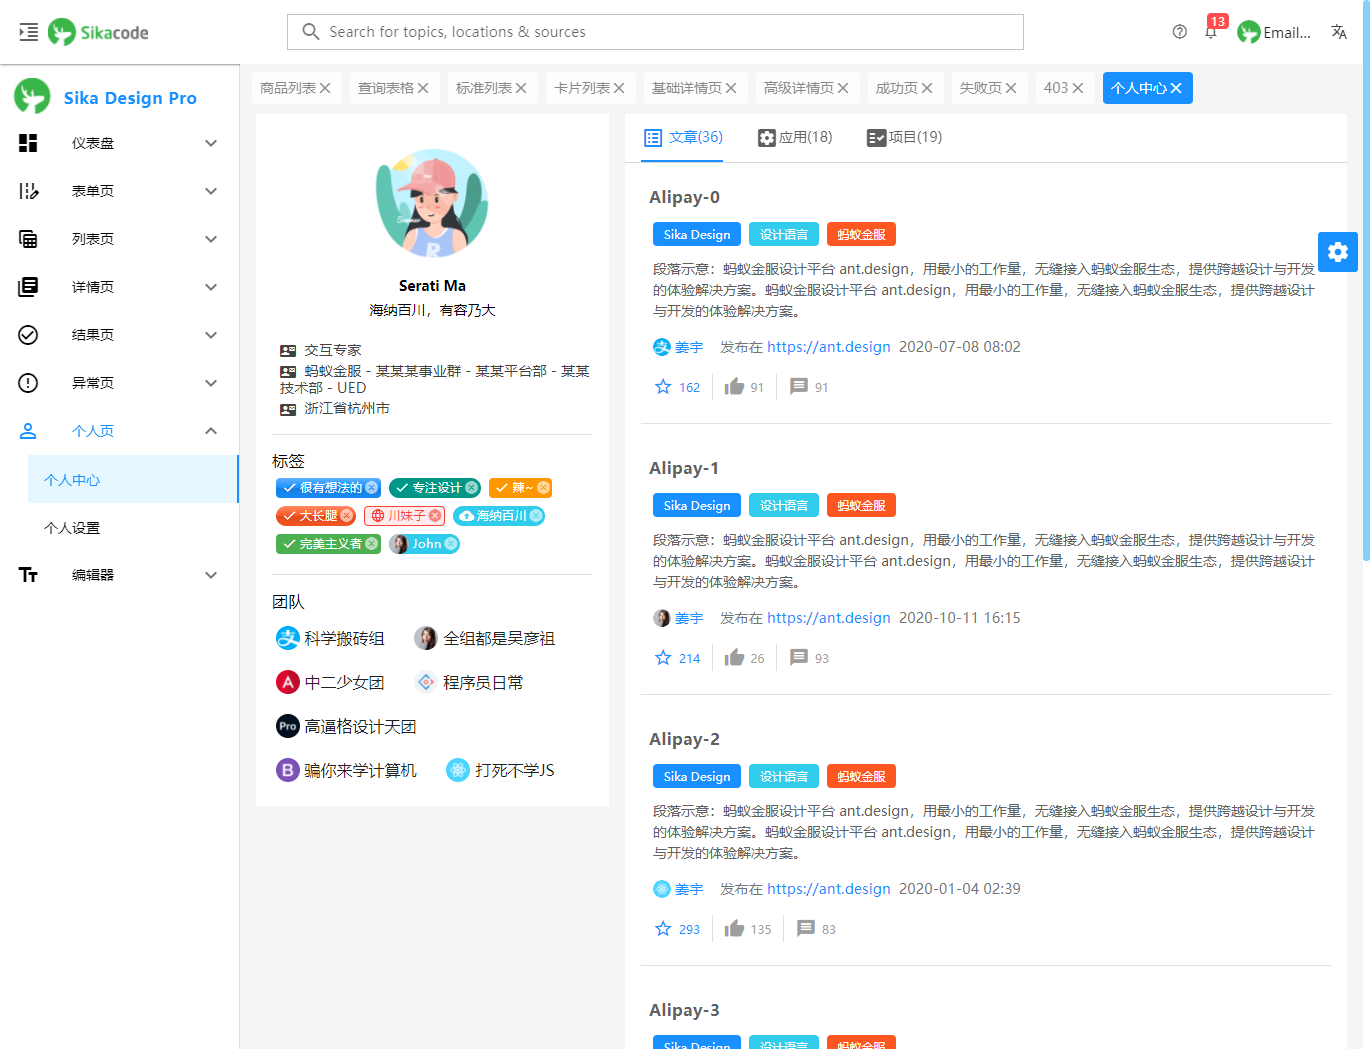 Sikacode
Search for topics, locations & sources
13
Email...
Sika Design Pro
仪表盘
表单页
列表页
详情页
结果页
异常页
个人页
个人中心
个人设置
编辑器
商品列表
查询表格
标准列表
卡片列表
基础详情页
高级详情页
成功页
失败页
403
个人中心
Summer
Serati Ma
海纳百川，有容乃大
交互专家
蚂蚁金服 - 某某某事业群 - 某某平台部 - 某某
技术部 - UED
浙江省杭州市
标签
很有想法的
专注设计
辣~
大长腿
川妹子
海纳百川
完美主义者
John
团队
科学搬砖组
全组都是吴彦祖
中二少女团
程序员日常
Pro 高逼格设计天团
B 骗你来学计算机
打死不学JS
文章(36)
应用(18)
项目(19)
Alipay-0
Sika Design
设计语言
蚂蚁金服
段落示意：蚂蚁金服设计平台 ant.design，用最小的工作量，无缝接入蚂蚁金服生态，提供跨越设计与开发
的体验解决方案。蚂蚁金服设计平台 ant.design，用最小的工作量，无缝接入蚂蚁金服生态，提供跨越设计
与开发的体验解决方案。
姜宇 发布在 https://ant.design 2020-07-08 08:02
162
91
91
Alipay-1
Sika Design
设计语言
蚂蚁金服
段落示意：蚂蚁金服设计平台 ant.design，用最小的工作量，无缝接入蚂蚁金服生态，提供跨越设计与开发
的体验解决方案。蚂蚁金服设计平台 ant.design，用最小的工作量，无缝接入蚂蚁金服生态，提供跨越设计
与开发的体验解决方案。
姜宇 发布在 https://ant.design 2020-10-11 16:15
214
26
93
Alipay-2
Sika Design
设计语言
蚂蚁金服
段落示意：蚂蚁金服设计平台 ant.design，用最小的工作量，无缝接入蚂蚁金服生态，提供跨越设计与开发
的体验解决方案。蚂蚁金服设计平台 ant.design，用最小的工作量，无缝接入蚂蚁金服生态，提供跨越设计
与开发的体验解决方案。
姜宇 发布在 https://ant.design 2020-01-04 02:39
293
135
83
Alipay-3
Sika Design
设计语言
蚂蚁金服